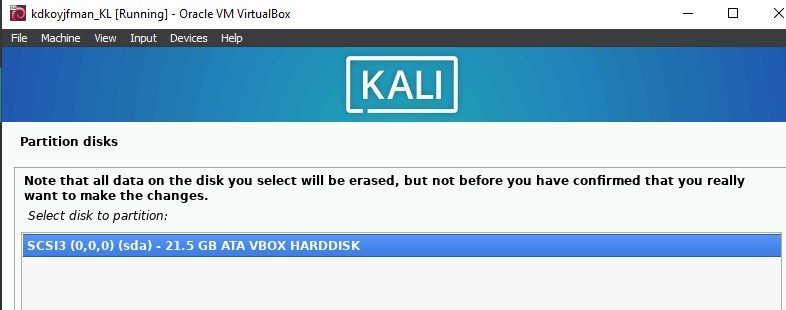 kdkoyjfman_KL [Running] - Oracle VM VirtualBox
File Machine View Input Devices Help
KALI
Partition disks
Note that all data on the disk you select will be erased, but not before you have confirmed that you really
want to make the changes.
Select disk to partition:
SCSI3 (0,0,0) (sda) - 21.5 GB ATA VBOX HARDDISK